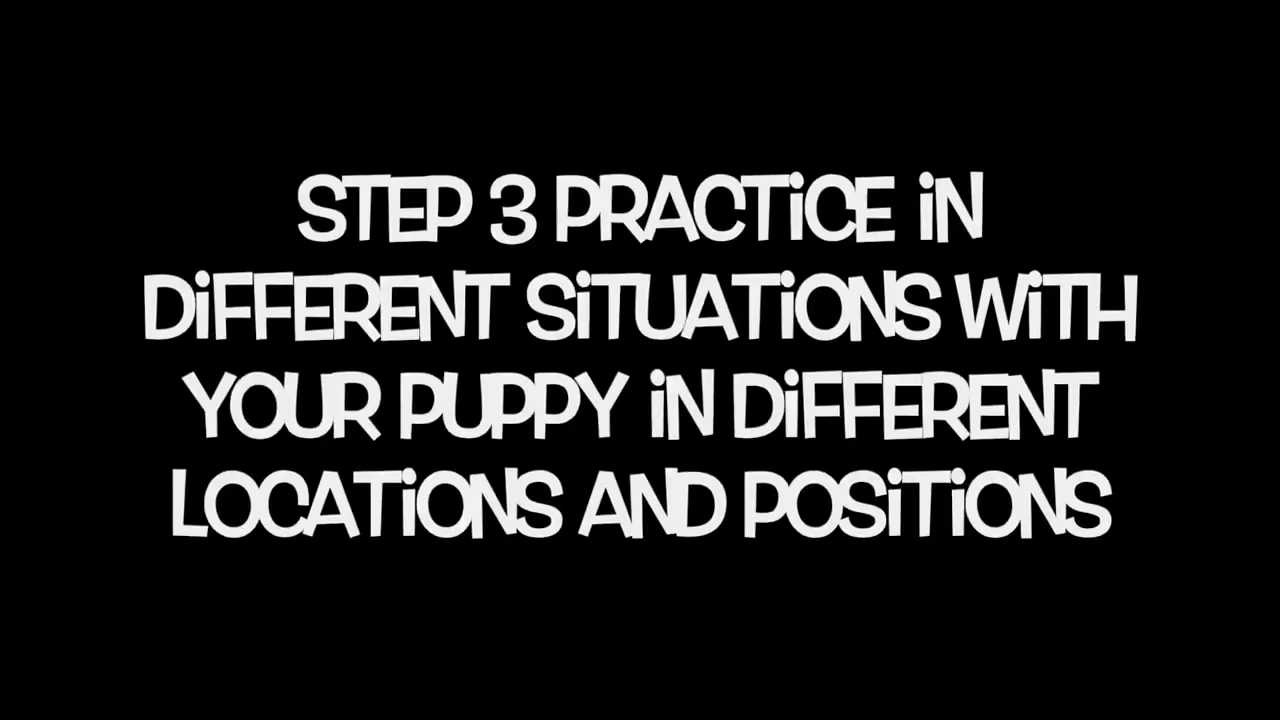 STEP 3 PRACTiCE iN
DiFFERENT SiTUATiONS WiTH
YOUR PUPPY iN DiFFERENT
LOCATiONS AND POSiTiONS